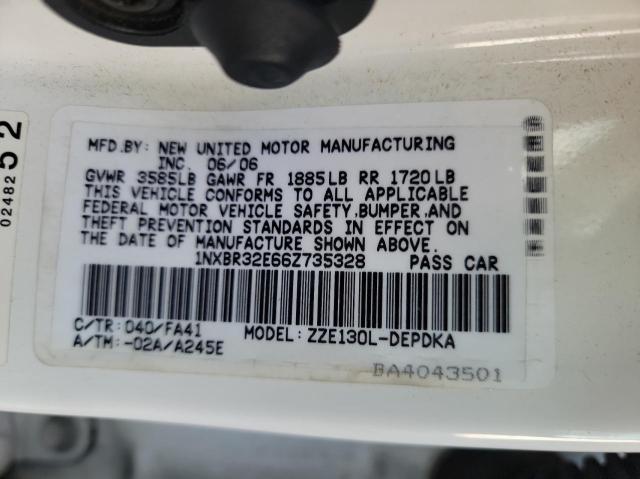 MFD.BY: NEW UNITED MOTOR MANUFACTURING
INC. 06/06
GVWR 3585LB GAWR FR 1885LB RR 1720LB
THIS VEHICLE CONFORMS TO ALL APPLICABLE
FEDERAL MOTOR VEHICLE SAFETY,BUMPER,AND
THEFT PREVENTION STANDARDS IN EFFECT ON
THE DATE OF MANUFACTURE SHOWN ABOVE.
1NXBR32E66Z735328 PASS CAR
C/TR: 040/FA41 MODEL: ZZE130L-DEPDKA
A/TM: -02A/A245E
BA4043501
52
02482